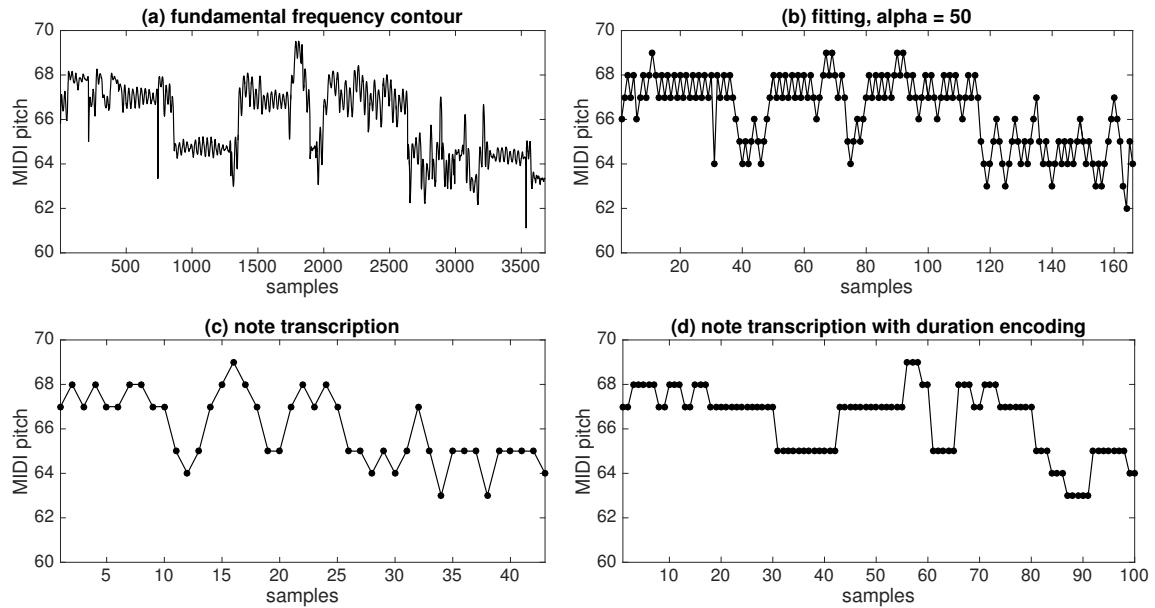 (a) fundamental frequency contour
70
68
66
64
62
60
MIDI pitch
500 1000 1500 2000 2500 3000 3500
samples
(b) fitting, alpha = 50
70
68
66
64
62
60
MIDI pitch
20 40 60 80 100 120 140 160
samples
(c) note transcription
70
68
66
64
62
60
MIDI pitch
5 10 15 20 25 30 35 40
samples
(d) note transcription with duration encoding
70
68
66
64
62
60
MIDI pitch
10 20 30 40 50 60 70 80 90 100
samples